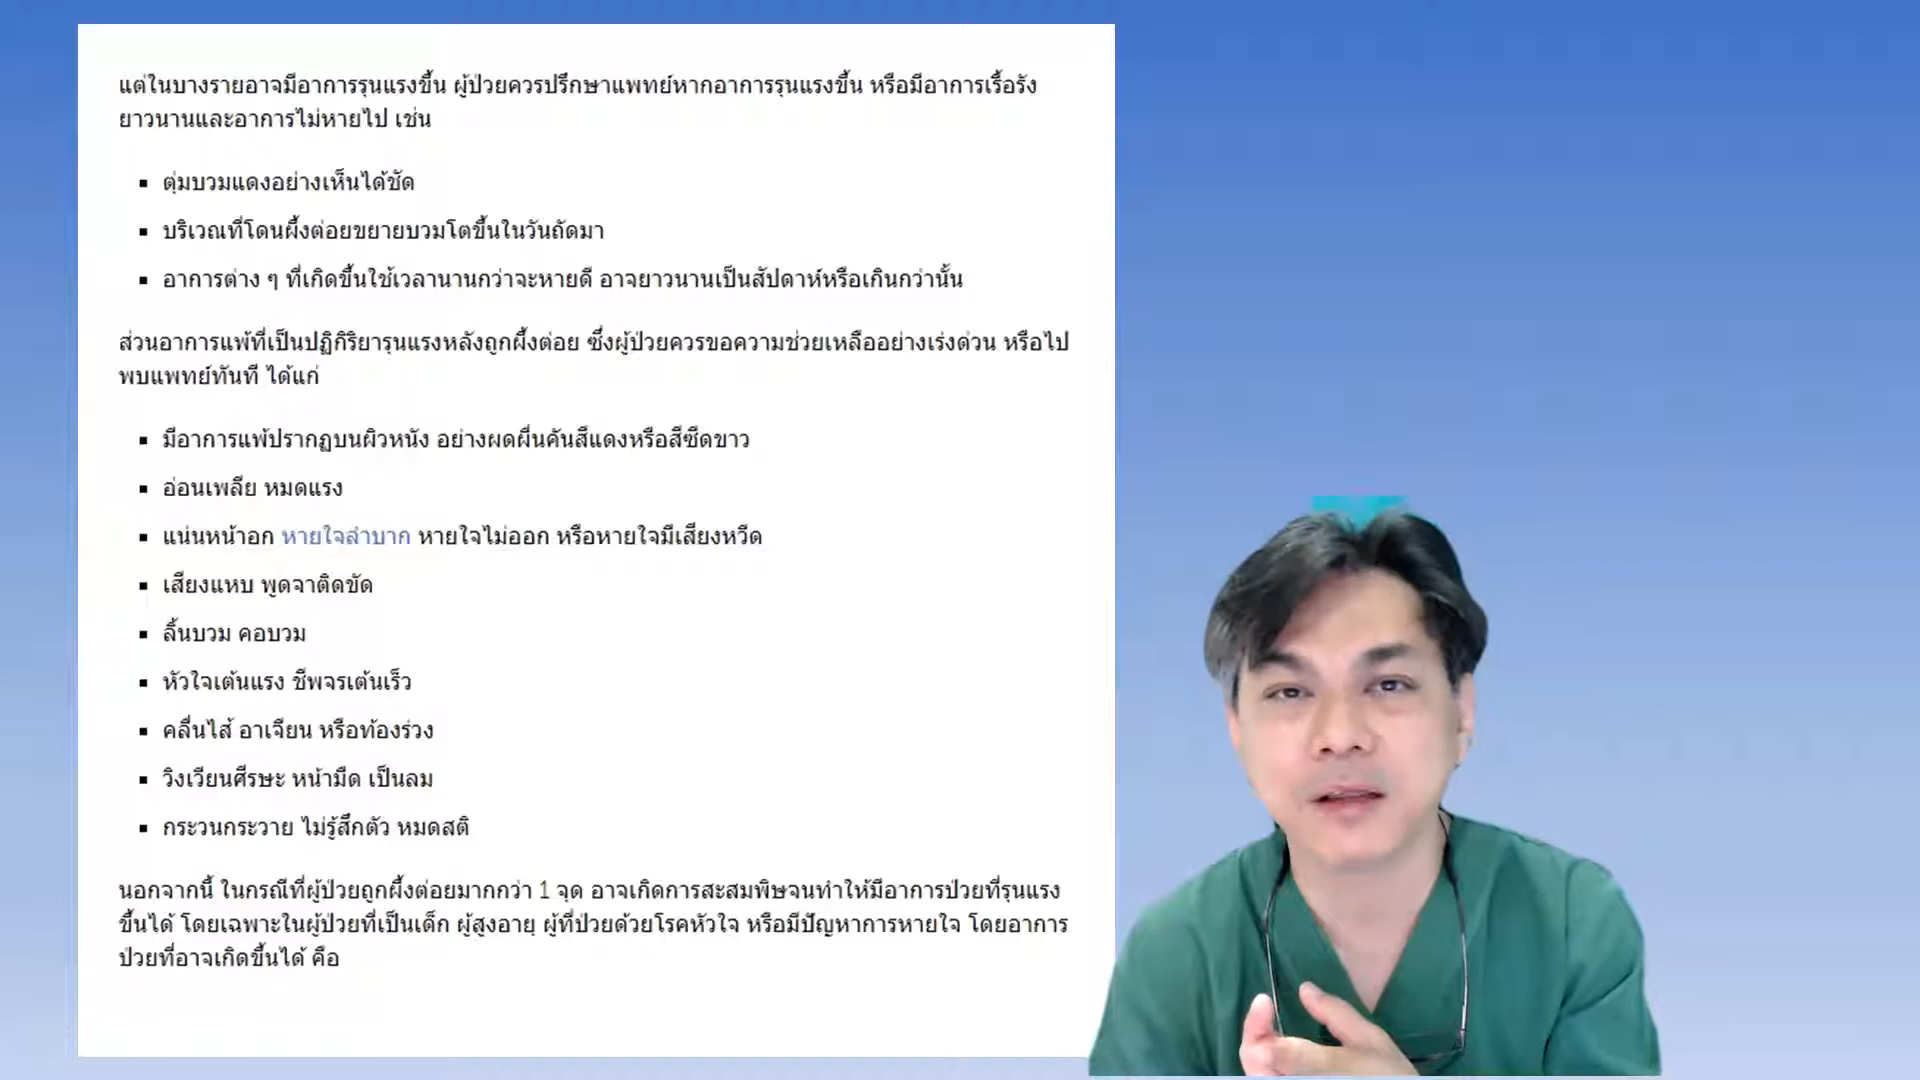 แต่ในบางรายอาจมีอาการรุนแรงขึ้น ผู้ป่วยควรปรึกษาแพทย์หากอาการรุนแรงขึ้น หรือมีอาการเรื้อรัง
ยาวนานและอาการไม่หายไป เช่น
▪ ตุ่มบวมแดงอย่างเห็นได้ชัด
▪ บริเวณที่โดนผึ้งต่อยขยายบวมโตขึ้นในวันถัดมา
▪ อาการต่าง ๆ ที่เกิดขึ้นใช้เวลานานกว่าจะหายดี อาจยาวนานเป็นสัปดาห์หรือเกินกว่านั้น
ส่วนอาการแพ้ที่เป็นปฏิกิริยารุนแรงหลังถูกผึ้งต่อย ซึ่งผู้ป่วยควรขอความช่วยเหลืออย่างเร่งด่วน หรือไป
พบแพทย์ทันที ได้แก่
▪ มีอาการแพ้ปรากฏบนผิวหนัง อย่างผดผื่นคันสีแดงหรือสีซีดขาว
▪ อ่อนเพลีย หมดแรง
▪ แน่นหน้าอก หายใจลำบาก หายใจไม่ออก หรือหายใจมีเสียงหวีด
▪ เสียงแหบ พูดจาติดขัด
▪ ลิ้นบวม คอบวม
▪ หัวใจเต้นแรง ชีพจรเต้นเร็ว
▪ คลื่นไส้ อาเจียน หรือท้องร่วง
▪ วิงเวียนศีรษะ หน้ามืด เป็นลม
▪ กระวนกระวาย ไม่รู้สึกตัว หมดสติ
นอกจากนี้ ในกรณีที่ผู้ป่วยถูกผึ้งต่อยมากกว่า 1 จุด อาจเกิดการสะสมพิษจนทำให้มีอาการป่วยที่รุนแรง
ขึ้นได้ โดยเฉพาะในผู้ป่วยที่เป็นเด็ก ผู้สูงอายุ ผู้ที่ป่วยด้วยโรคหัวใจ หรือมีปัญหาการหายใจ โดยอาการ
ป่วยที่อาจเกิดขึ้นได้ คือ